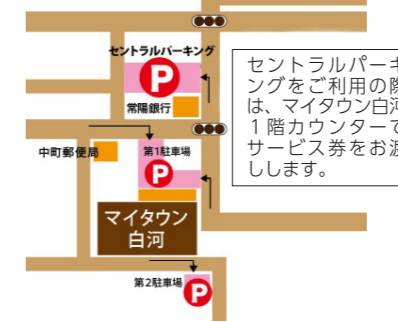 セントラルパーキング
P
常陽銀行
セントラルパーキ
ングをご利用の際
は、マイタウン白河
1階カウンターで
サービス券をお渡
しします。
中町郵便局
第1駐車場
P
マイタウン
白河
第2駐車場
P